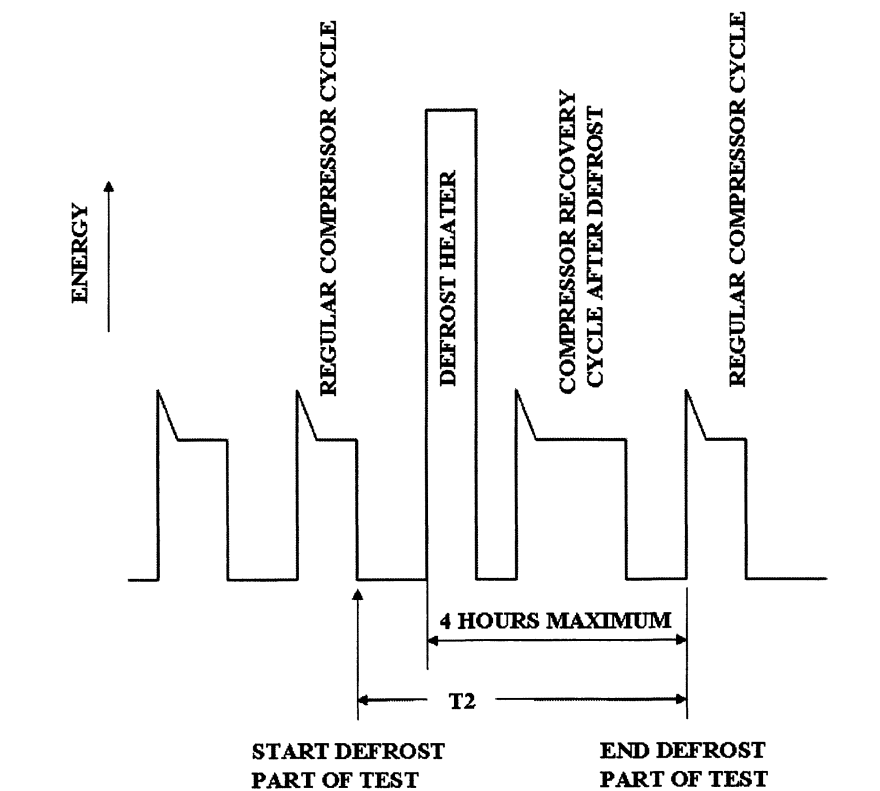 REGULAR COMPRESSOR CYCLE
DEFROST HEATER
COMPRESSOR RECOVERY
CYCLE AFTER DEFROST
REGULAR COMPRESSOR CYCLE
ENERGY
4 HOURS MAXIMUM
T2
START DEFROST
PART OF TEST
END DEFROST
PART OF TEST